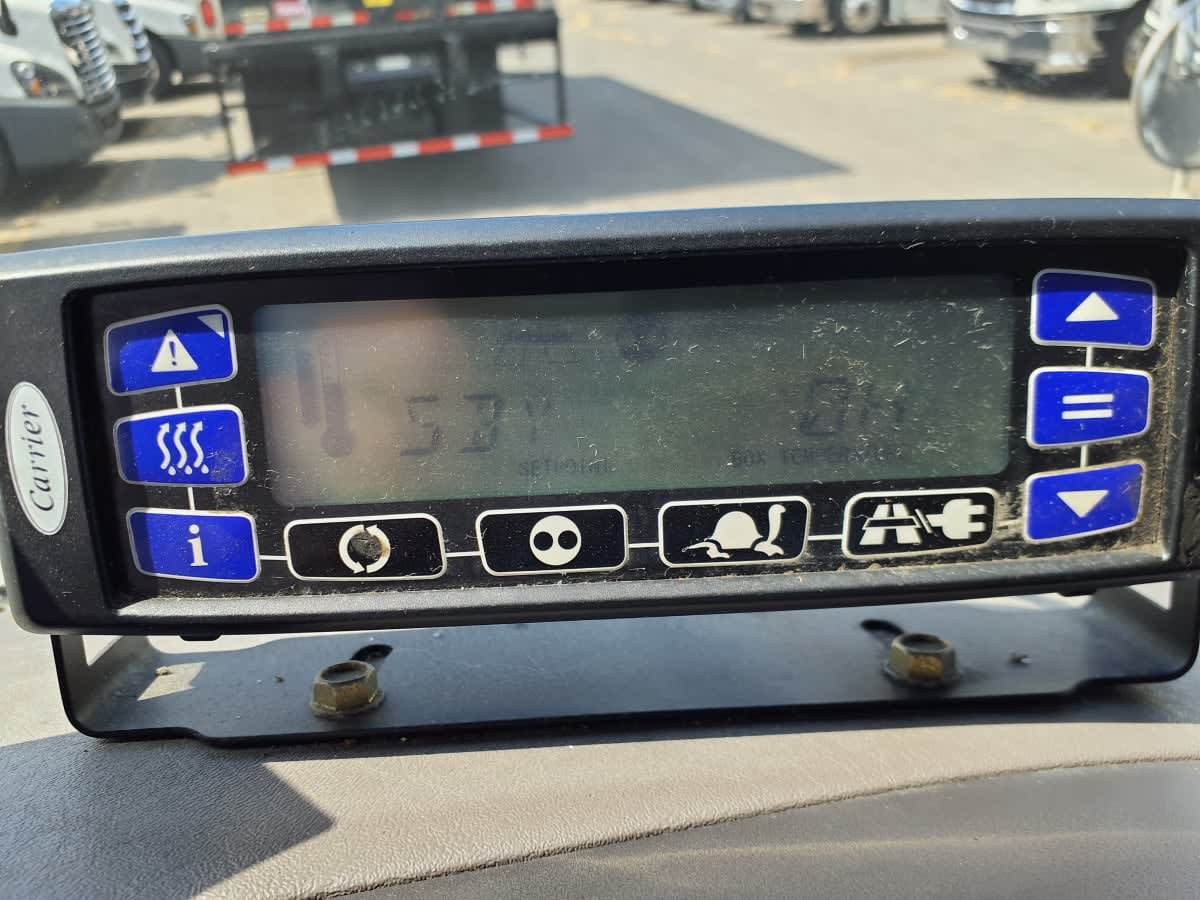 Carrier
SBY
SETPOINT
BOX TEMPERATURE